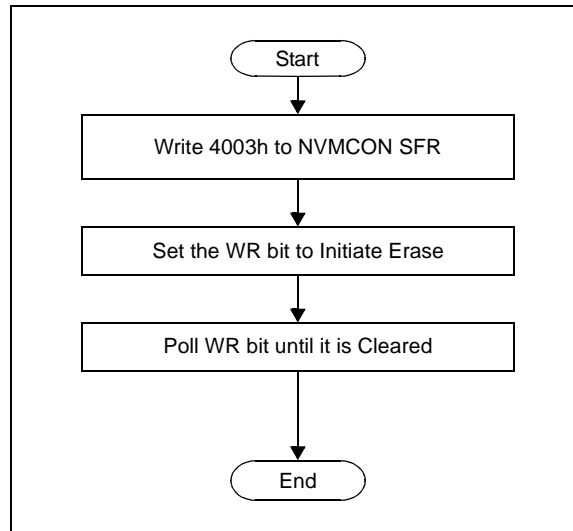 Start
Write 4003h to NVMCON SFR
Set the WR bit to Initiate Erase
Poll WR bit until it is Cleared
End